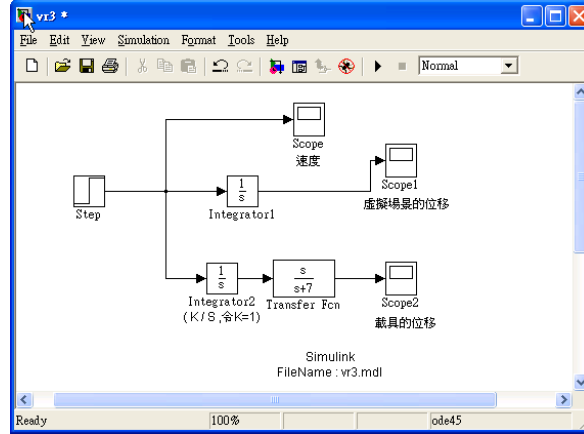 vr3 *
File Edit View Simulation Format Tools Help
Normal
Scope
速度
Scope1
虛擬場景的位移
Step
1
s
Integrator1
1
s
Integrator2
(K/S,令K=1)
s
s+7
Transfer Fcn
Scope2
載具的位移
Simulink
FileName : vr3.mdl
Ready 100% ode45